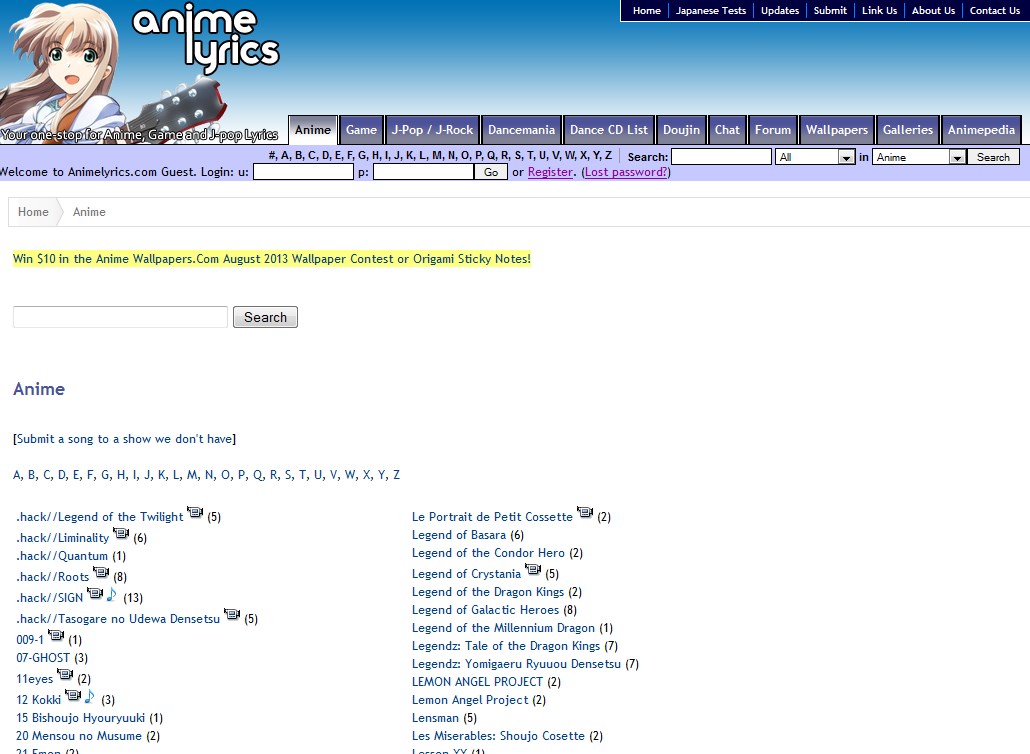 anime
lyrics
Your one-stop for Anime, Game and J-pop Lyrics
Home Japanese Tests Updates Submit Link Us About Us Contact Us
Anime Game J-Pop / J-Rock Dancemania Dance CD List Doujin Chat Forum Wallpapers Galleries Animepedia
#, A, B, C, D, E, F, G, H, I, J, K, L, M, N, O, P, Q, R, S, T, U, V, W, X, Y, Z Search: All in Anime Search
Welcome to Animelyrics.com Guest. Login: u: p: Go or Register. (Lost password?)
Home Anime
Win $10 in the Anime Wallpapers.Com August 2013 Wallpaper Contest or Origami Sticky Notes!
Search
Anime
[Submit a song to a show we don't have]
A, B, C, D, E, F, G, H, I, J, K, L, M, N, O, P, Q, R, S, T, U, V, W, X, Y, Z
.hack//Legend of the Twilight (5)
.hack//Liminality (6)
.hack//Quantum (1)
.hack//Roots (8)
.hack//SIGN (13)
.hack//Tasogare no Udewa Densetsu (5)
009-1 (1)
07-GHOST (3)
11eyes (2)
12 Kokki (3)
15 Bishoujo Hyouryuuki (1)
20 Mensou no Musume (2)
21 Emon (2)
Le Portrait de Petit Cossette (2)
Legend of Basara (6)
Legend of the Condor Hero (2)
Legend of Crystania (5)
Legend of the Dragon Kings (2)
Legend of Galactic Heroes (8)
Legend of the Millennium Dragon (1)
Legendz: Tale of the Dragon Kings (7)
Legendz: Yomigaeru Ryuuou Densetsu (7)
LEMON ANGEL PROJECT (2)
Lemon Angel Project (2)
Lensman (5)
Les Miserables: Shoujo Cosette (2)
Lesson XX (1)